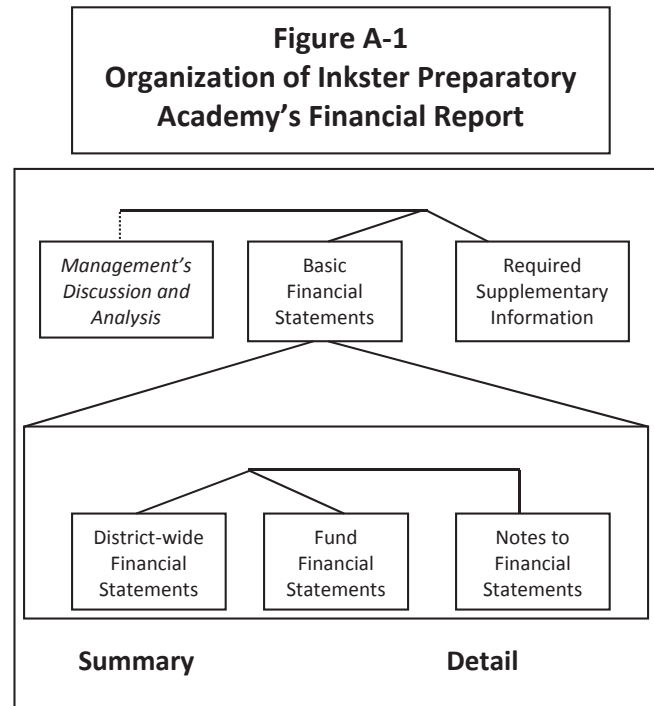 Figure A-1
Organization of Inkster Preparatory
Academy’s Financial Report
Management’s
Discussion and
Analysis
Basic
Financial
Statements
Required
Supplementary
Information
District-wide
Financial
Statements
Fund
Financial
Statements
Notes to
Financial
Statements
Summary
Detail